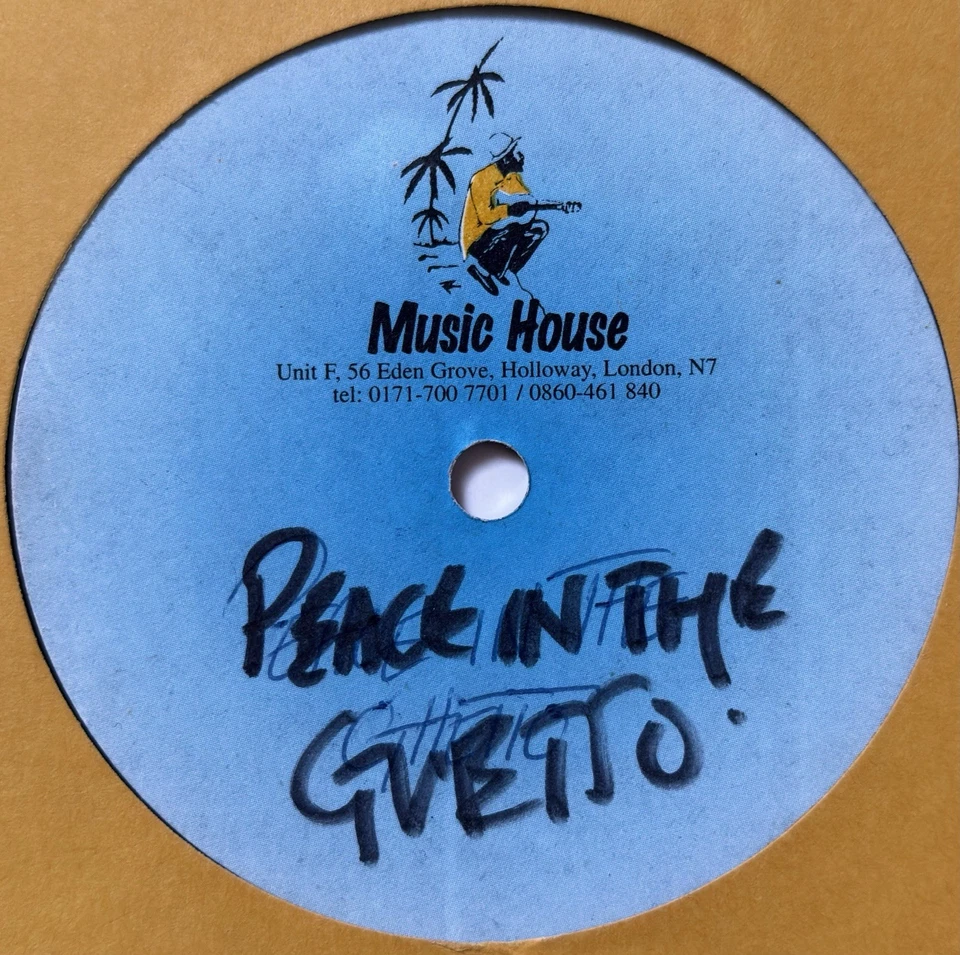 Music House
Unit F, 56 Eden Grove, Holloway, London, N7
tel: 0171-700 7701 / 0860-461 840
PEACE IN THE
GHETTO.